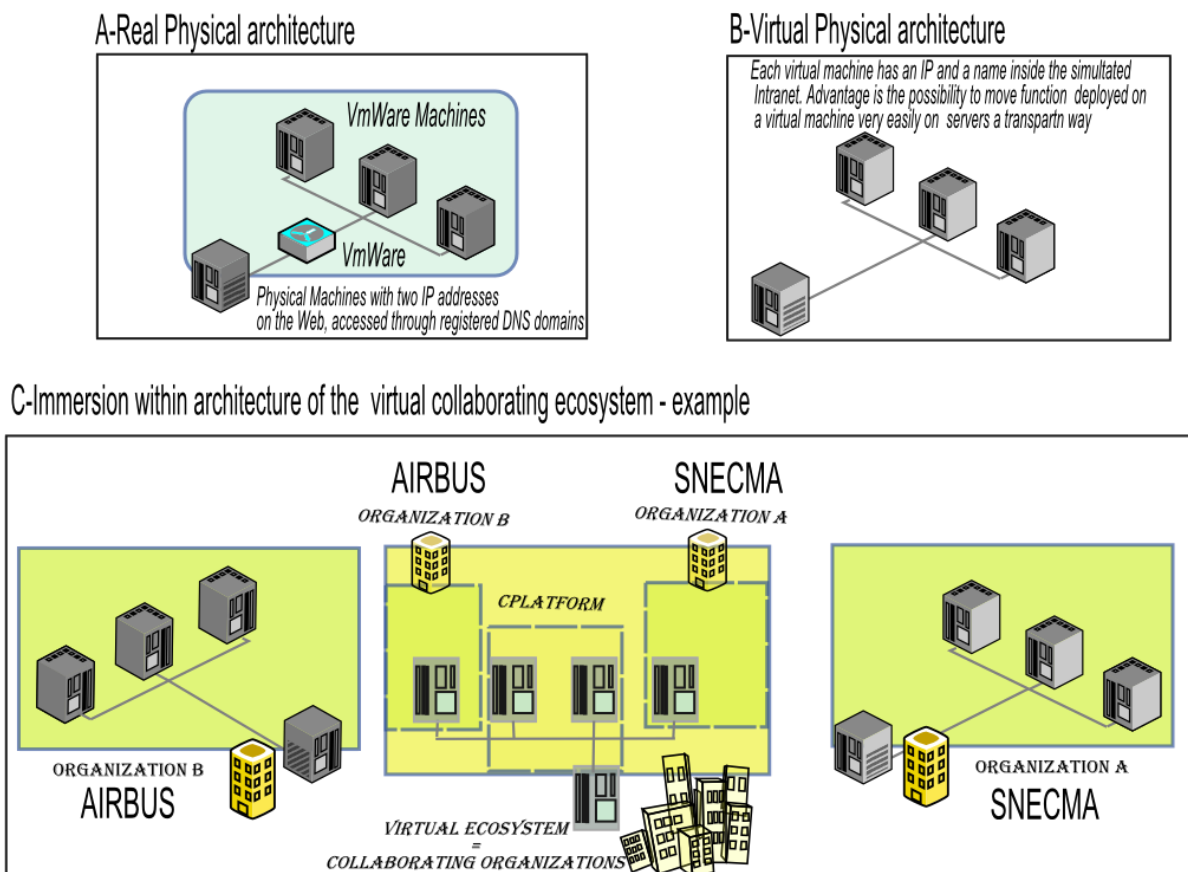 A-Real Physical architecture
VmWare Machines
VmWare
Physical Machines with two IP addresses
on the Web, accessed through registered DNS domains
B-Virtual Physical architecture
Each virtual machine has an IP and a name inside the simultated
Intranet. Advantage is the possibility to move function deployed on
a virtual machine very easily on servers a transpartn way
C-Immersion within architecture of the virtual collaborating ecosystem - example
AIRBUS
ORGANIZATION B
SNECMA
ORGANIZATION A
CPLATFORM
ORGANIZATION B
AIRBUS
VIRTUAL ECOSYSTEM
=
COLLABORATING ORGANIZATIONS
ORGANIZATION A
SNECMA